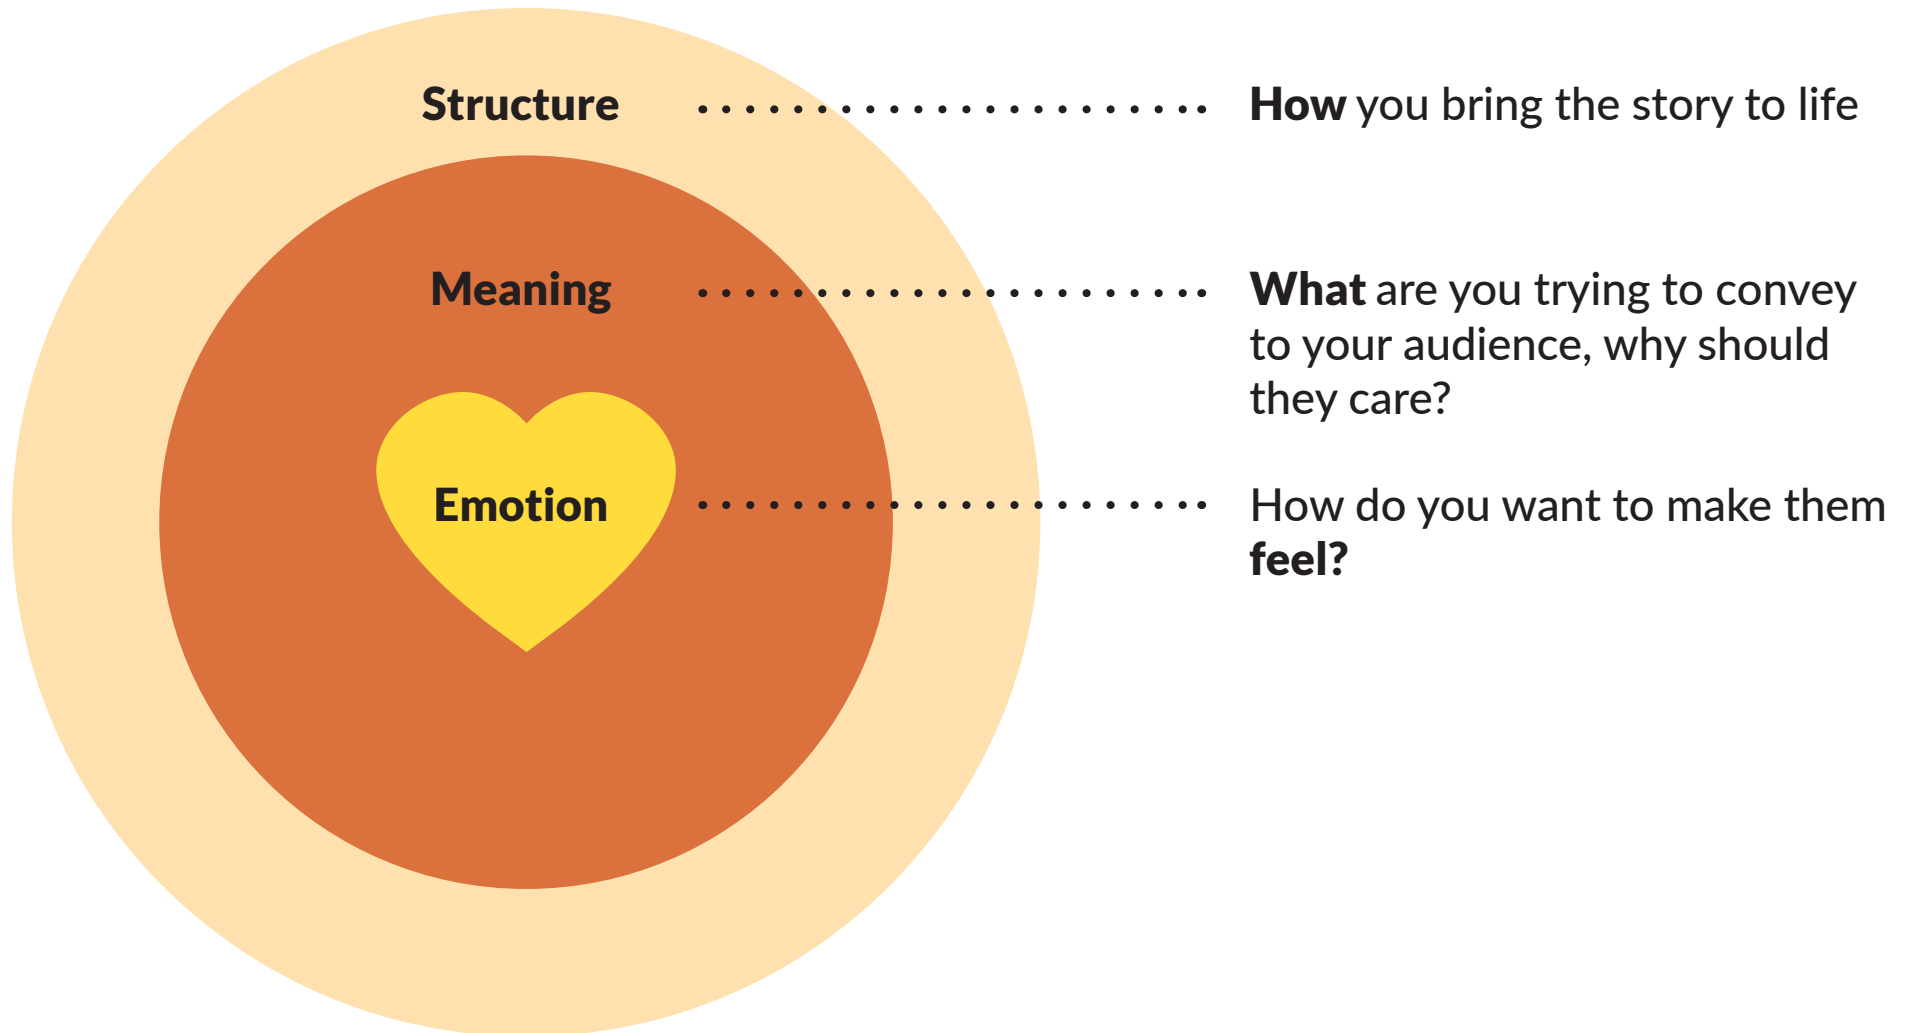 Structure
How you bring the story to life
Meaning
What are you trying to convey
to your audience, why should
they care?
Emotion
How do you want to make them
feel?